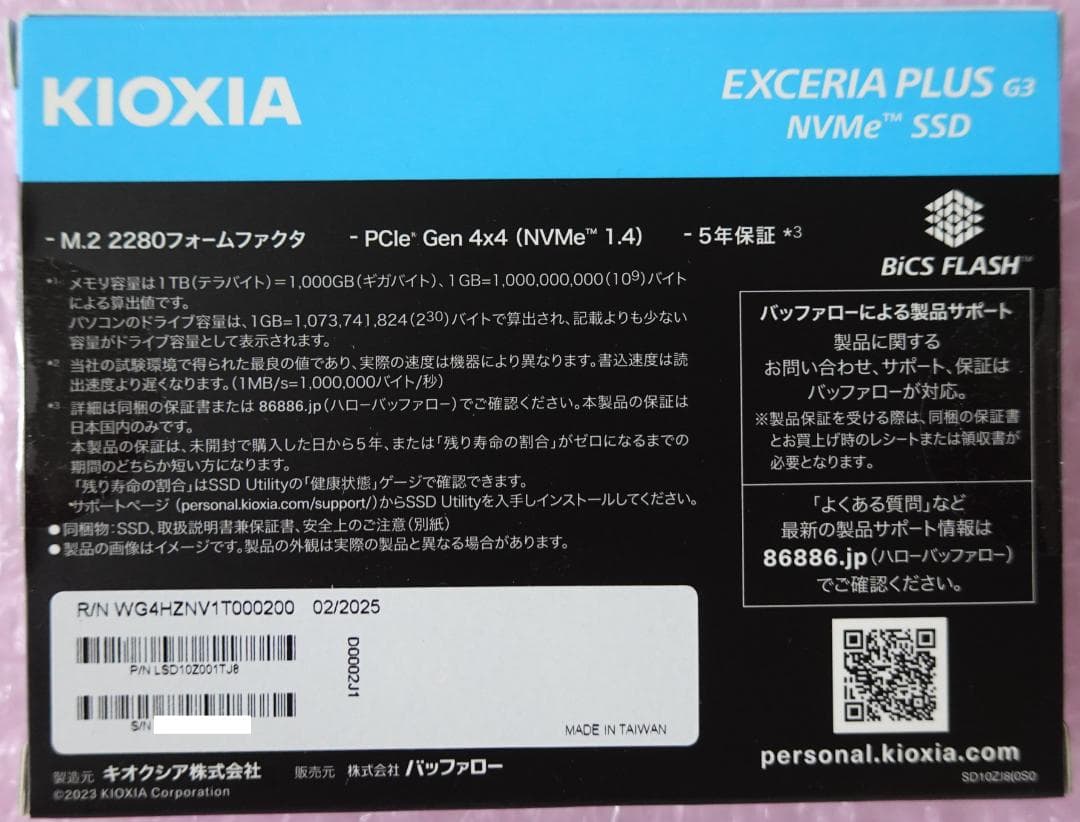 KIOXIA
EXCERIA PLUS G3
NVMe™ SSD
- M.2 2280フォームファクタ - PCIe® Gen 4x4 (NVMe™ 1.4) - 5年保証 *3
BiCS FLASH™
*1 メモリ容量は1TB(テラバイト)=1,000GB(ギガバイト)、1GB=1,000,000,000(10⁹)バイト
による算出値です。
パソコンのドライブ容量は、1GB=1,073,741,824(2³⁰)バイトで算出され、記載よりも少ない
容量がドライブ容量として表示されます。
*2 当社の試験環境で得られた最良の値であり、実際の速度は機器により異なります。書込速度は読
出速度より遅くなります。(1MB/s=1,000,000バイト/秒)
*3 詳細は同梱の保証書または 86886.jp(ハローバッファロー)でご確認ください。本製品の保証は
日本国内のみです。
本製品の保証は、未開封で購入した日から5年、または「残り寿命の割合」がゼロになるまでの
期間のどちらか短い方になります。
「残り寿命の割合」はSSD Utilityの「健康状態」ゲージで確認できます。
*サポートページ (personal.kioxia.com/support/)からSSD Utilityを入手しインストールしてください。
●同梱物：SSD、取扱説明書兼保証書、安全上のご注意(別紙)
●製品の画像はイメージです。製品の外観は実際の製品と異なる場合があります。
バッファローによる製品サポート
製品に関する
お問い合わせ、サポート、保証は
バッファローが対応。
※製品保証を受ける際は、同梱の保証書
とお買上げ時のレシートまたは領収書が
必要となります。
「よくある質問」など
最新の製品サポート情報は
86886.jp(ハローバッファロー)
でご確認ください。
R/N WG4HZNV1T000200 02/2025
P/N LSD10Z001TJ8
D0002J1
S/N
MADE IN TAIWAN
personal.kioxia.com
SD10ZJ8(0S0
製造元 キオクシア株式会社 販売元 株式会社 バッファロー
©2023 KIOXIA Corporation